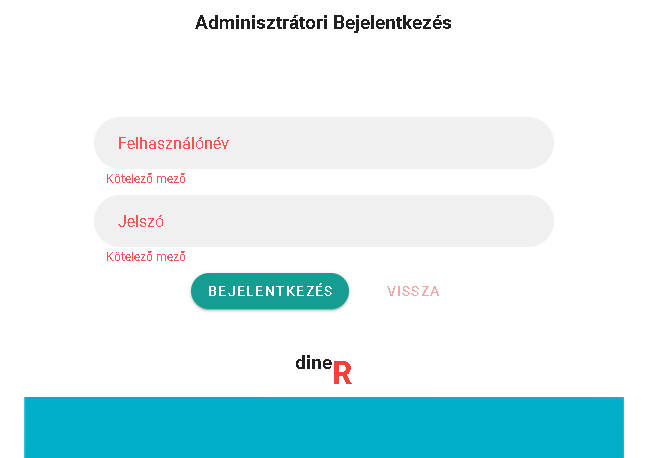 Adminisztrátori Bejelentkezés
Felhasználónév
Kötelező mező
Jelszó
Kötelező mező
BEJELENTKEZÉS VISSZA
dineR